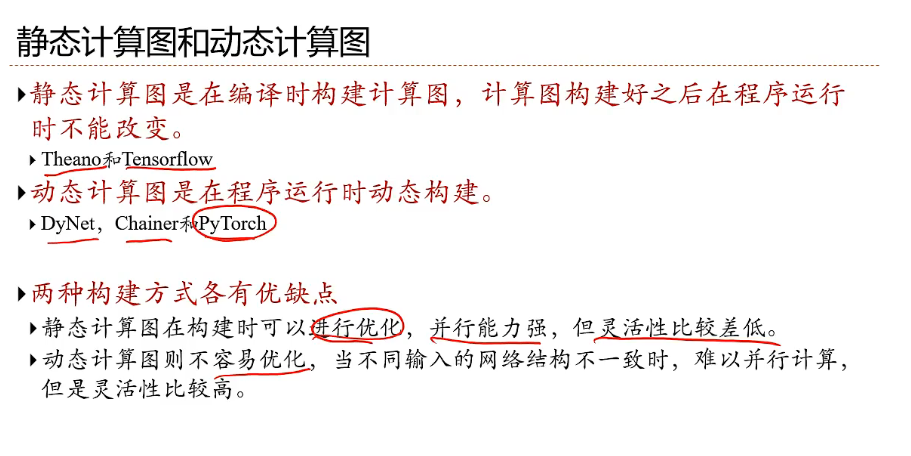 静态计算图和动态计算图
静态计算图是在编译时构建计算图，计算图构建好之后在程序运行
时不能改变。
Theano和Tensorflow
动态计算图是在程序运行时动态构建。
DyNet，Chainer和PyTorch
两种构建方式各有优缺点
静态计算图在构建时可以进行优化，并行能力强，但灵活性比较差低。
动态计算图则不容易优化，当不同输入的网络结构不一致时，难以并行计算，
但是灵活性比较高。